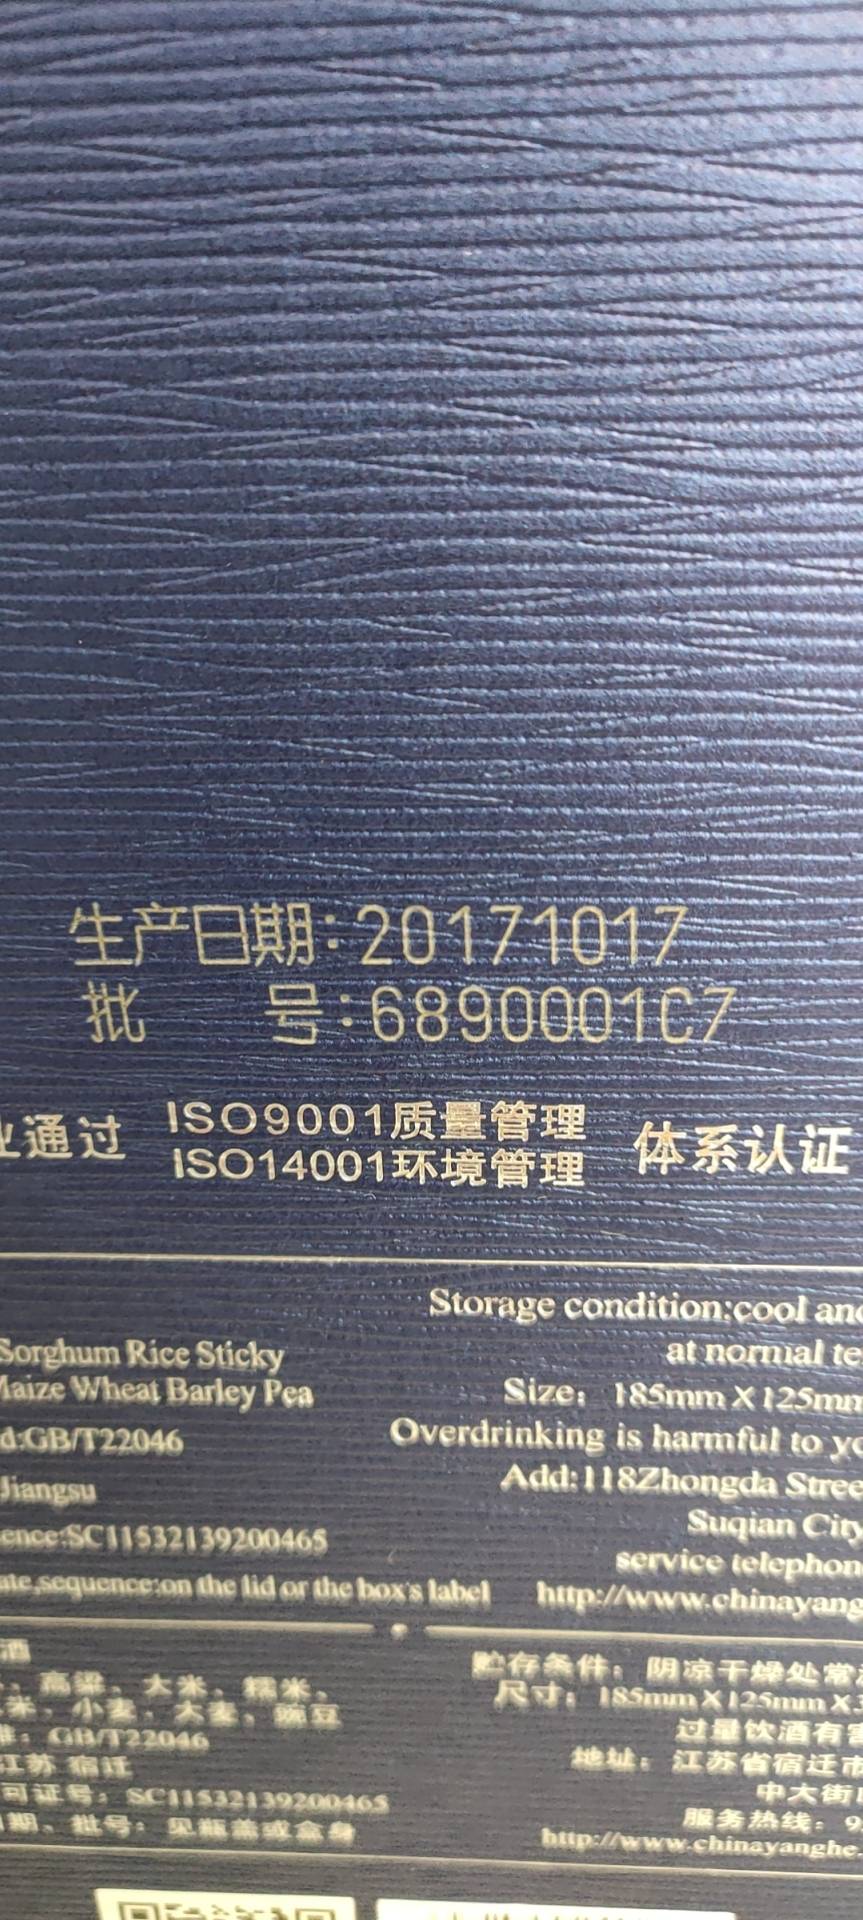 生产日期:20171017
批 号:6890001C7
业通过 ISO9001质量管理 体系认证
ISO14001环境管理
Storage condition:cool and
Sorghum Rice Sticky
at normal te
Maize Wheat Barley Pea
Size: 185mm X 125mm
d:GB/T22046
Overdrinking is harmful to yo
Jiangsu
Add:118Zhongda Stree
ence:SC11532139200465
Suqian City
service telephon
ate,sequence:on the lid or the box's label
http://www.chinayang
酒
贮存条件: 阴凉干燥处常
、高粱、大米、糯米、
尺寸: 185mm X 125mm X
米、小麦、大麦、豌豆
过量饮酒有害
: GB/T22046
地址: 江苏省宿迁市
江苏 宿迁
中大街
可证号: SC11532139200465
服务热线: 9
期、批号: 见瓶盖或盒身
http://www.chinayanghe.